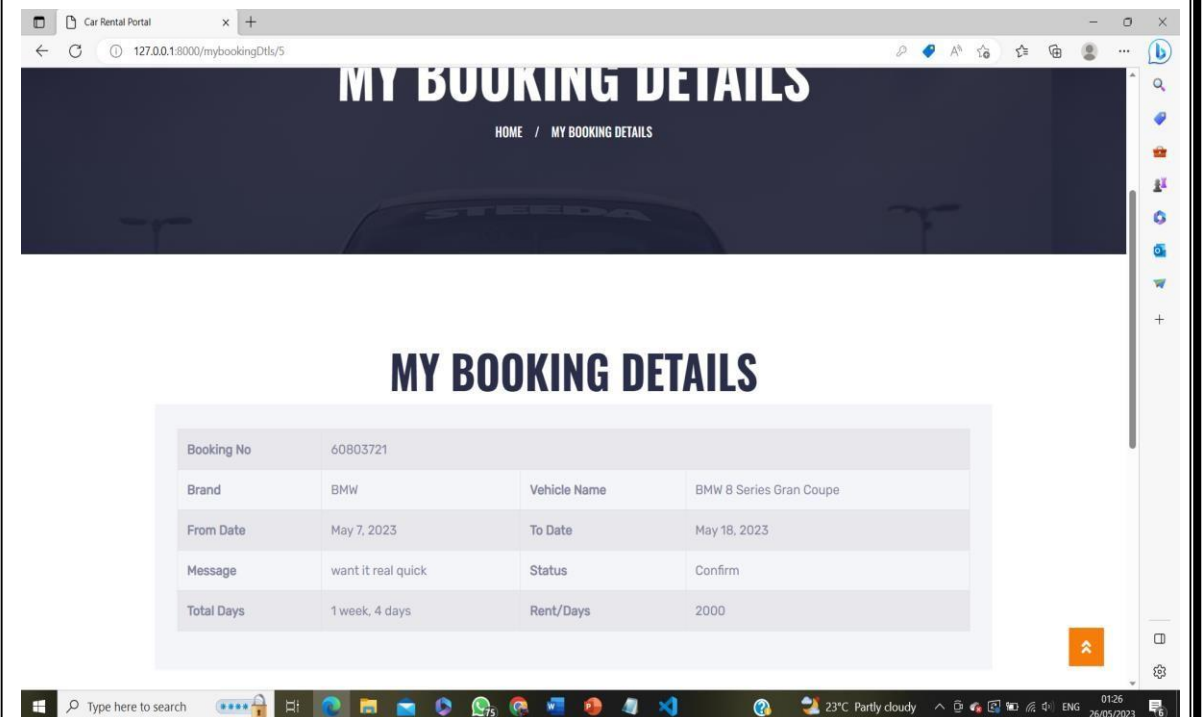 Car Rental Portal
127.0.0.1:8000/mybookingDtls/5
MY BOOKING DETAILS
HOME / MY BOOKING DETAILS
STEEDA
MY BOOKING DETAILS
Booking No 60803721
Brand BMW Vehicle Name BMW 8 Series Gran Coupe
From Date May 7, 2023 To Date May 18, 2023
Message want it real quick Status Confirm
Total Days 1 week, 4 days Rent/Days 2000
Type here to search 75 23°C Partly cloudy ENG 01:26
26/05/2023 6